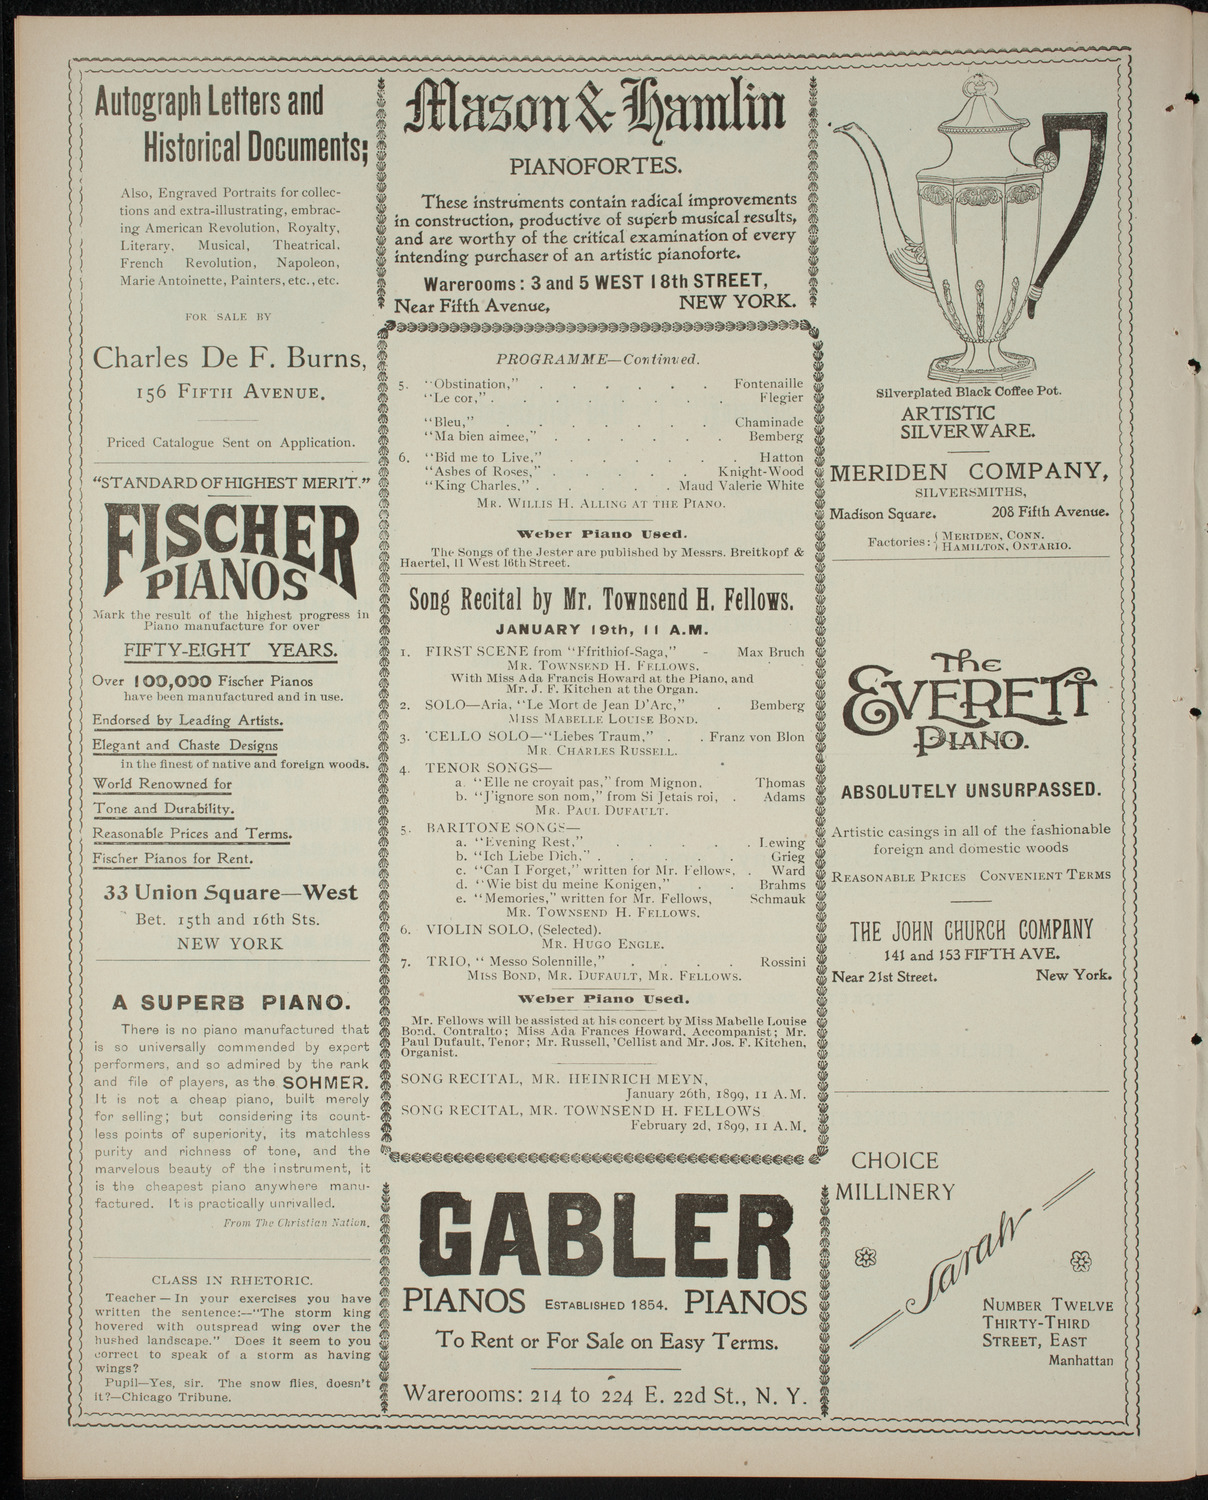 Autograph Letters and
Historical Documents;
Also, Engraved Portraits for collec-
tions and extra-illustrating, embrac-
ing American Revolution, Royalty,
Literary, Musical, Theatrical,
French Revolution, Napoleon,
Marie Antoinette, Painters, etc., etc.
FOR SALE BY
Charles De F. Burns,
156 FIFTH AVENUE.
Priced Catalogue Sent on Application.
"STANDARD OF HIGHEST MERIT."
FISCHER
PIANOS
Mark the result of the highest progress in
Piano manufacture for over
FIFTY-EIGHT YEARS.
Over 100,000 Fischer Pianos
have been manufactured and in use.
Endorsed by Leading Artists.
Elegant and Chaste Designs
in the finest of native and foreign woods.
World Renowned for
Tone and Durability.
Reasonable Prices and Terms.
Fischer Pianos for Rent.
33 Union Square—West
Bet. 15th and 16th Sts.
NEW YORK
A SUPERB PIANO.
There is no piano manufactured that
is so universally commended by expert
performers, and so admired by the rank
and file of players, as the SOHMER.
It is not a cheap piano, built merely
for selling; but considering its count-
less points of superiority, its matchless
purity and richness of tone, and the
marvelous beauty of the instrument, it
is the cheapest piano anywhere manu-
factured. It is practically unrivalled.
From The Christian Nation.
CLASS IN RHETORIC.
Teacher—In your exercises you have
written the sentence:—"The storm king
hovered with outspread wing over the
hushed landscape." Does it seem to you
correct to speak of a storm as having
wings?
Pupil—Yes, sir. The snow flies, doesn't
it?—Chicago Tribune.
Mason & Hamlin
PIANOFORTES.
These instruments contain radical improvements
in construction, productive of superb musical results,
and are worthy of the critical examination of every
intending purchaser of an artistic pianoforte.
Warerooms: 3 and 5 WEST 18th STREET,
Near Fifth Avenue, NEW YORK.
PROGRAMME—Continued.
5. "Obstination," . . . . . . Fontenaille
"Le cor," . . . . . . . . Flegier
"Bleu," . . . . . . . Chaminade
"Ma bien aimee," . . . . . . Bemberg
6. "Bid me to Live," . . . . . Hatton
"Ashes of Roses," . . . . . Knight-Wood
"King Charles," . . . . . Maud Valerie White
MR. WILLIS H. ALLING AT THE PIANO.
Weber Piano Used.
The Songs of the Jester are published by Messrs. Breitkopf &
Haertel, 11 West 16th Street.
Song Recital by Mr. Townsend H. Fellows.
JANUARY 19th, 11 A.M.
1. FIRST SCENE from "Ffrithiof-Saga," - Max Bruch
MR. TOWNSEND H. FELLOWS.
With Miss Ada Francis Howard at the Piano, and
Mr. J. F. Kitchen at the Organ.
2. SOLO—Aria, "Le Mort de Jean D'Arc," . Bemberg
MISS MABELLE LOUISE BOND.
3. 'CELLO SOLO—"Liebes Traum," . . Franz von Blon
MR. CHARLES RUSSELL.
4. TENOR SONGS—
a. "Elle ne croyait pas," from Mignon, Thomas
b. "J'ignore son nom," from Si Jetais roi, . Adams
MR. PAUL DUFAULT.
5. BARITONE SONGS—
a. "Evening Rest," . . . . . Lewing
b. "Ich Liebe Dich," . . . . . Grieg
c. "Can I Forget," written for Mr. Fellows, . Ward
d. "Wie bist du meine Konigen," . . Brahms
e. "Memories," written for Mr. Fellows, Schmauk
MR. TOWNSEND H. FELLOWS.
6. VIOLIN SOLO, (Selected).
MR. HUGO ENGLE.
7. TRIO, " Messo Solennille," . . . . Rossini
MISS BOND, MR. DUFAULT, MR. FELLOWS.
Weber Piano Used.
Mr. Fellows will be assisted at his concert by Miss Mabelle Louise
Bond, Contralto; Miss Ada Frances Howard, Accompanist; Mr.
Paul Dufault, Tenor; Mr. Russell, 'Cellist and Mr. Jos. F. Kitchen,
Organist.
SONG RECITAL, MR. HEINRICH MEYN,
January 26th, 1899, 11 A.M.
SONG RECITAL, MR. TOWNSEND H. FELLOWS
February 2d, 1899, 11 A.M.
GABLER
PIANOS ESTABLISHED 1854. PIANOS
To Rent or For Sale on Easy Terms.
Warerooms: 214 to 224 E. 22d St., N. Y.
Silverplated Black Coffee Pot.
ARTISTIC
SILVERWARE.
MERIDEN COMPANY,
SILVERSMITHS,
Madison Square. 208 Fifth Avenue.
Factories: { MERIDEN, CONN.
HAMILTON, ONTARIO.
The
EVERETT
PIANO.
ABSOLUTELY UNSURPASSED.
Artistic casings in all of the fashionable
foreign and domestic woods
REASONABLE PRICES CONVENIENT TERMS
THE JOHN CHURCH COMPANY
141 and 153 FIFTH AVE.
Near 21st Street. New York.
CHOICE
MILLINERY
Sarah
NUMBER TWELVE
THIRTY-THIRD
STREET, EAST
Manhattan